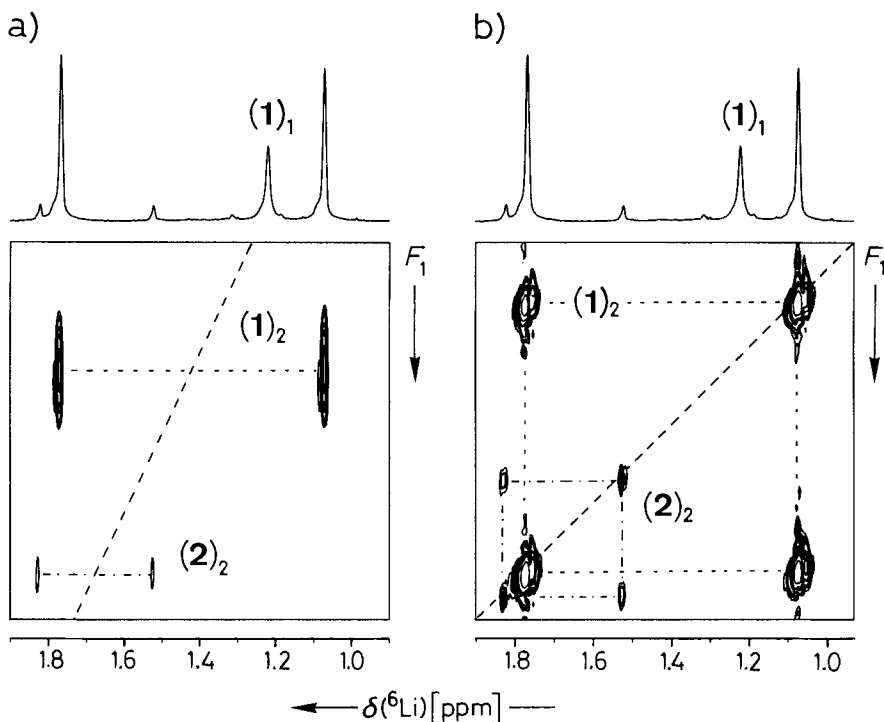 a)
b)
(1)₁
(1)₁
F₁
F₁
(1)₂
(1)₂
(2)₂
(2)₂
1.8 1.6 1.4 1.2 1.0
1.8 1.6 1.4 1.2 1.0
δ(⁶Li)[ppm]